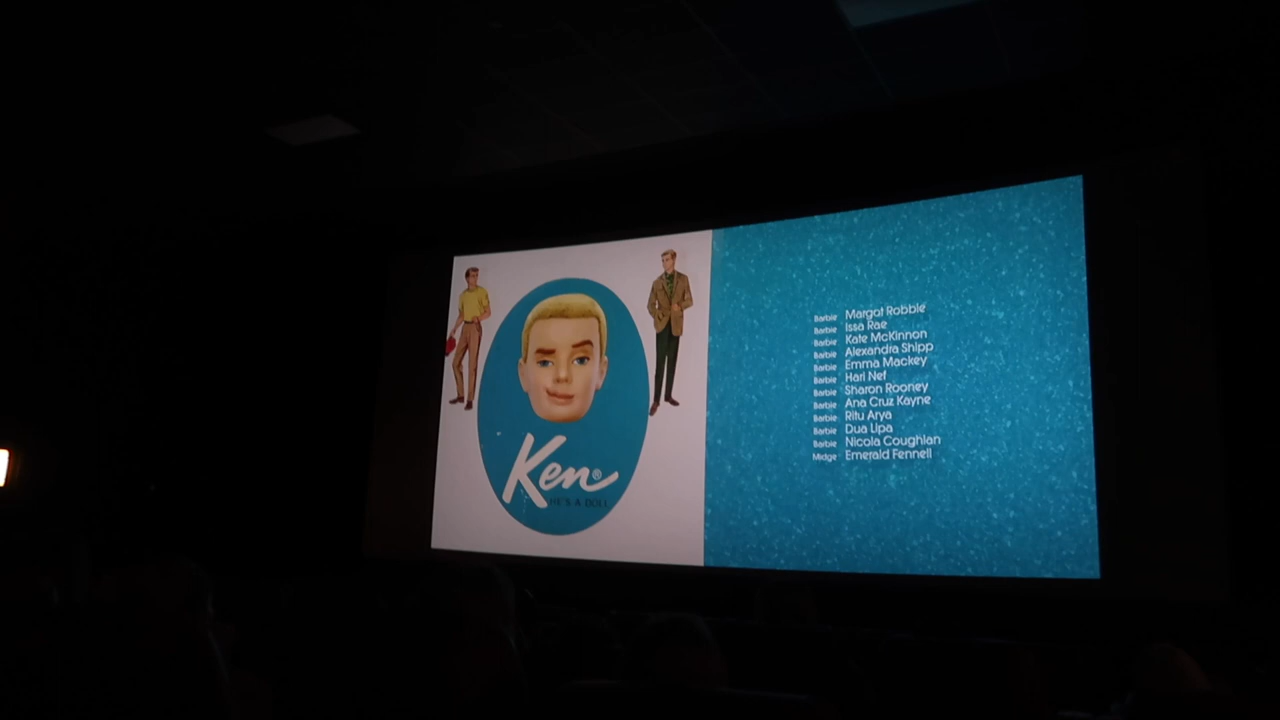 Ken®
HE'S A DOLL
Barbie Margot Robbie
Barbie Issa Rae
Barbie Kate McKinnon
Barbie Alexandra Shipp
Barbie Emma Mackey
Barbie Hari Nef
Barbie Sharon Rooney
Barbie Ana Cruz Kayne
Barbie Ritu Arya
Barbie Dua Lipa
Barbie Nicola Coughlan
Midge Emerald Fennell